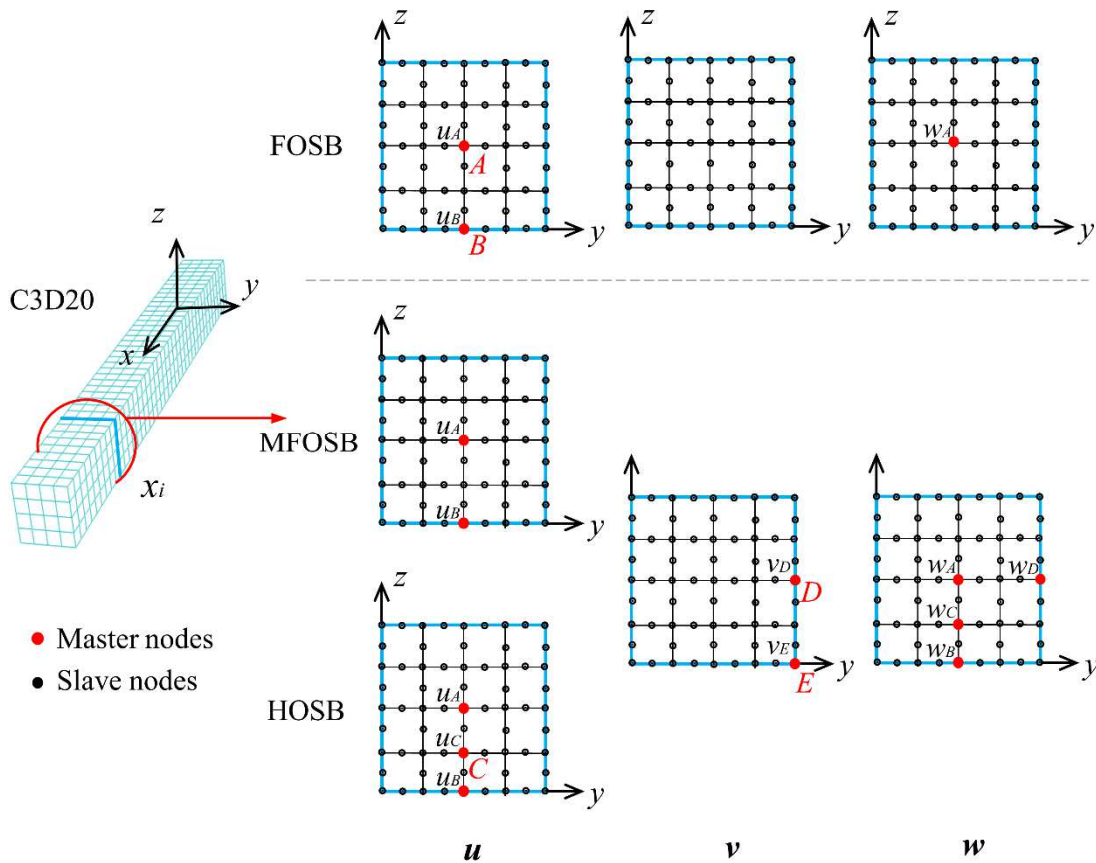 z
z
z
u_A
w_A
FOSB
A
u_B
y
y
y
B
z
y
C3D20
z
x
u_A
MFOSB
x_i
u_B
y
v_D
w_A
w_D
z
D
w_C
v_E
w_B
y
y
E
Master nodes
Slave nodes
u_A
HOSB
u_C
C
u_B
y
u
v
w